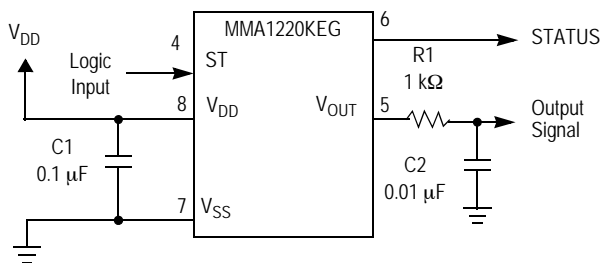 MMA1220KEG
6
STATUS
V_DD
4
ST
Logic
Input
R1
1 kΩ
8
V_DD
V_OUT
5
Output
Signal
C1
0.1 μF
C2
0.01 μF
7
V_SS